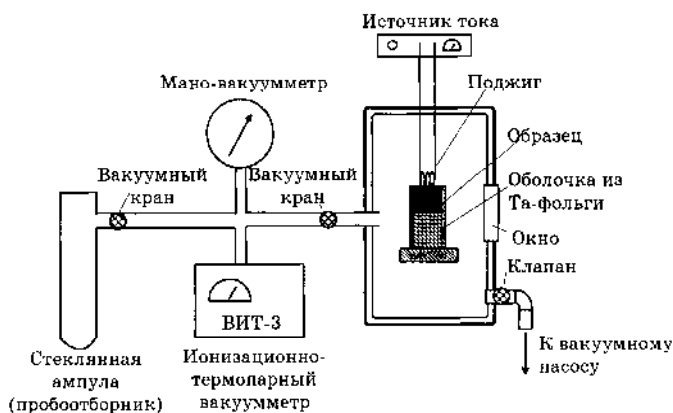 Источник тока
Поджиг
Мано-вакуумметр
Образец
Вакуумный
кран
Вакуумный
кран
Оболочка из
Та-фольги
Окно
Клапан
ВИТ-3
К вакуумному
насосу
Стеклянная
ампула
(пробоотборник)
Ионизационно-
термопарный
вакуумметр